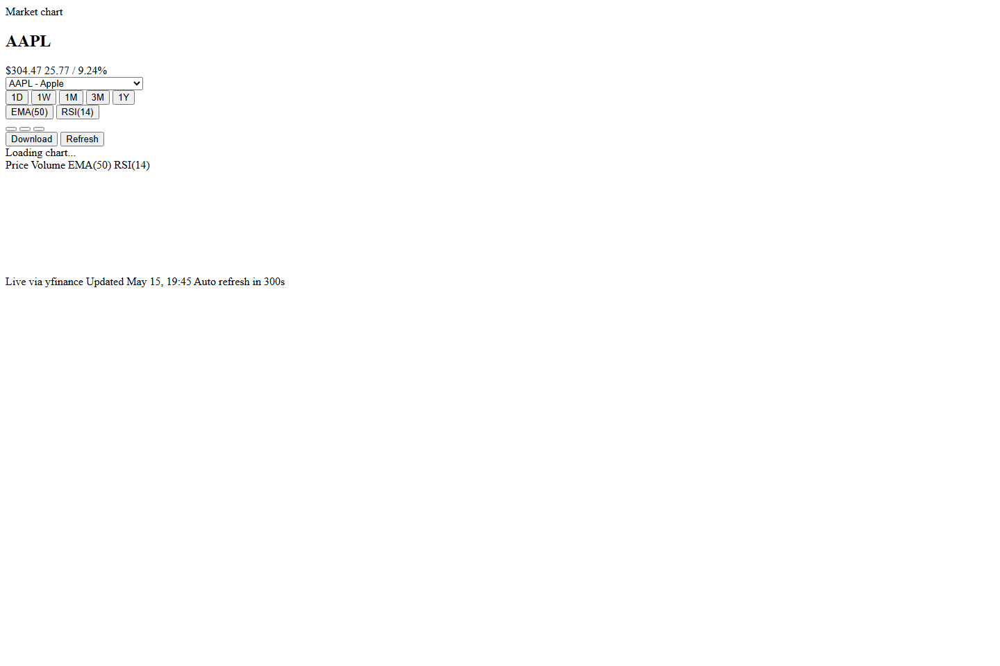 Market chart
AAPL
$304.47 25.77 / 9.24%
AAPL - Apple
1D 1W 1M 3M 1Y
EMA(50) RSI(14)
Download Refresh
Loading chart...
Price Volume EMA(50) RSI(14)
Live via yfinance Updated May 15, 19:45 Auto refresh in 300s